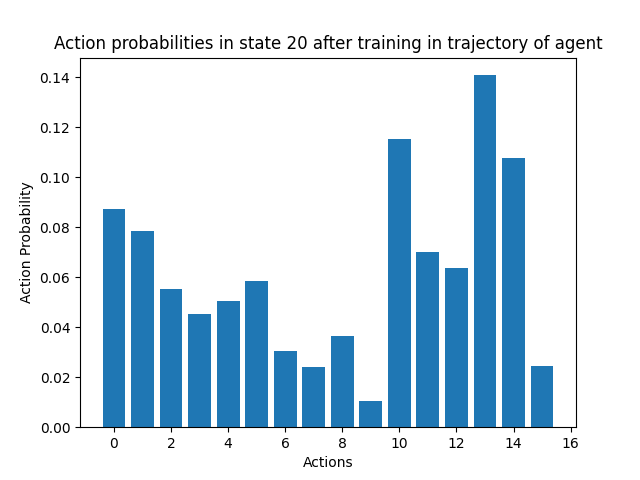 Action probabilities in state 20 after training in trajectory of agent
0.14
0.12
0.10
0.08
0.06
0.04
0.02
0.00
Action Probability
0 2 4 6 8 10 12 14 16
Actions